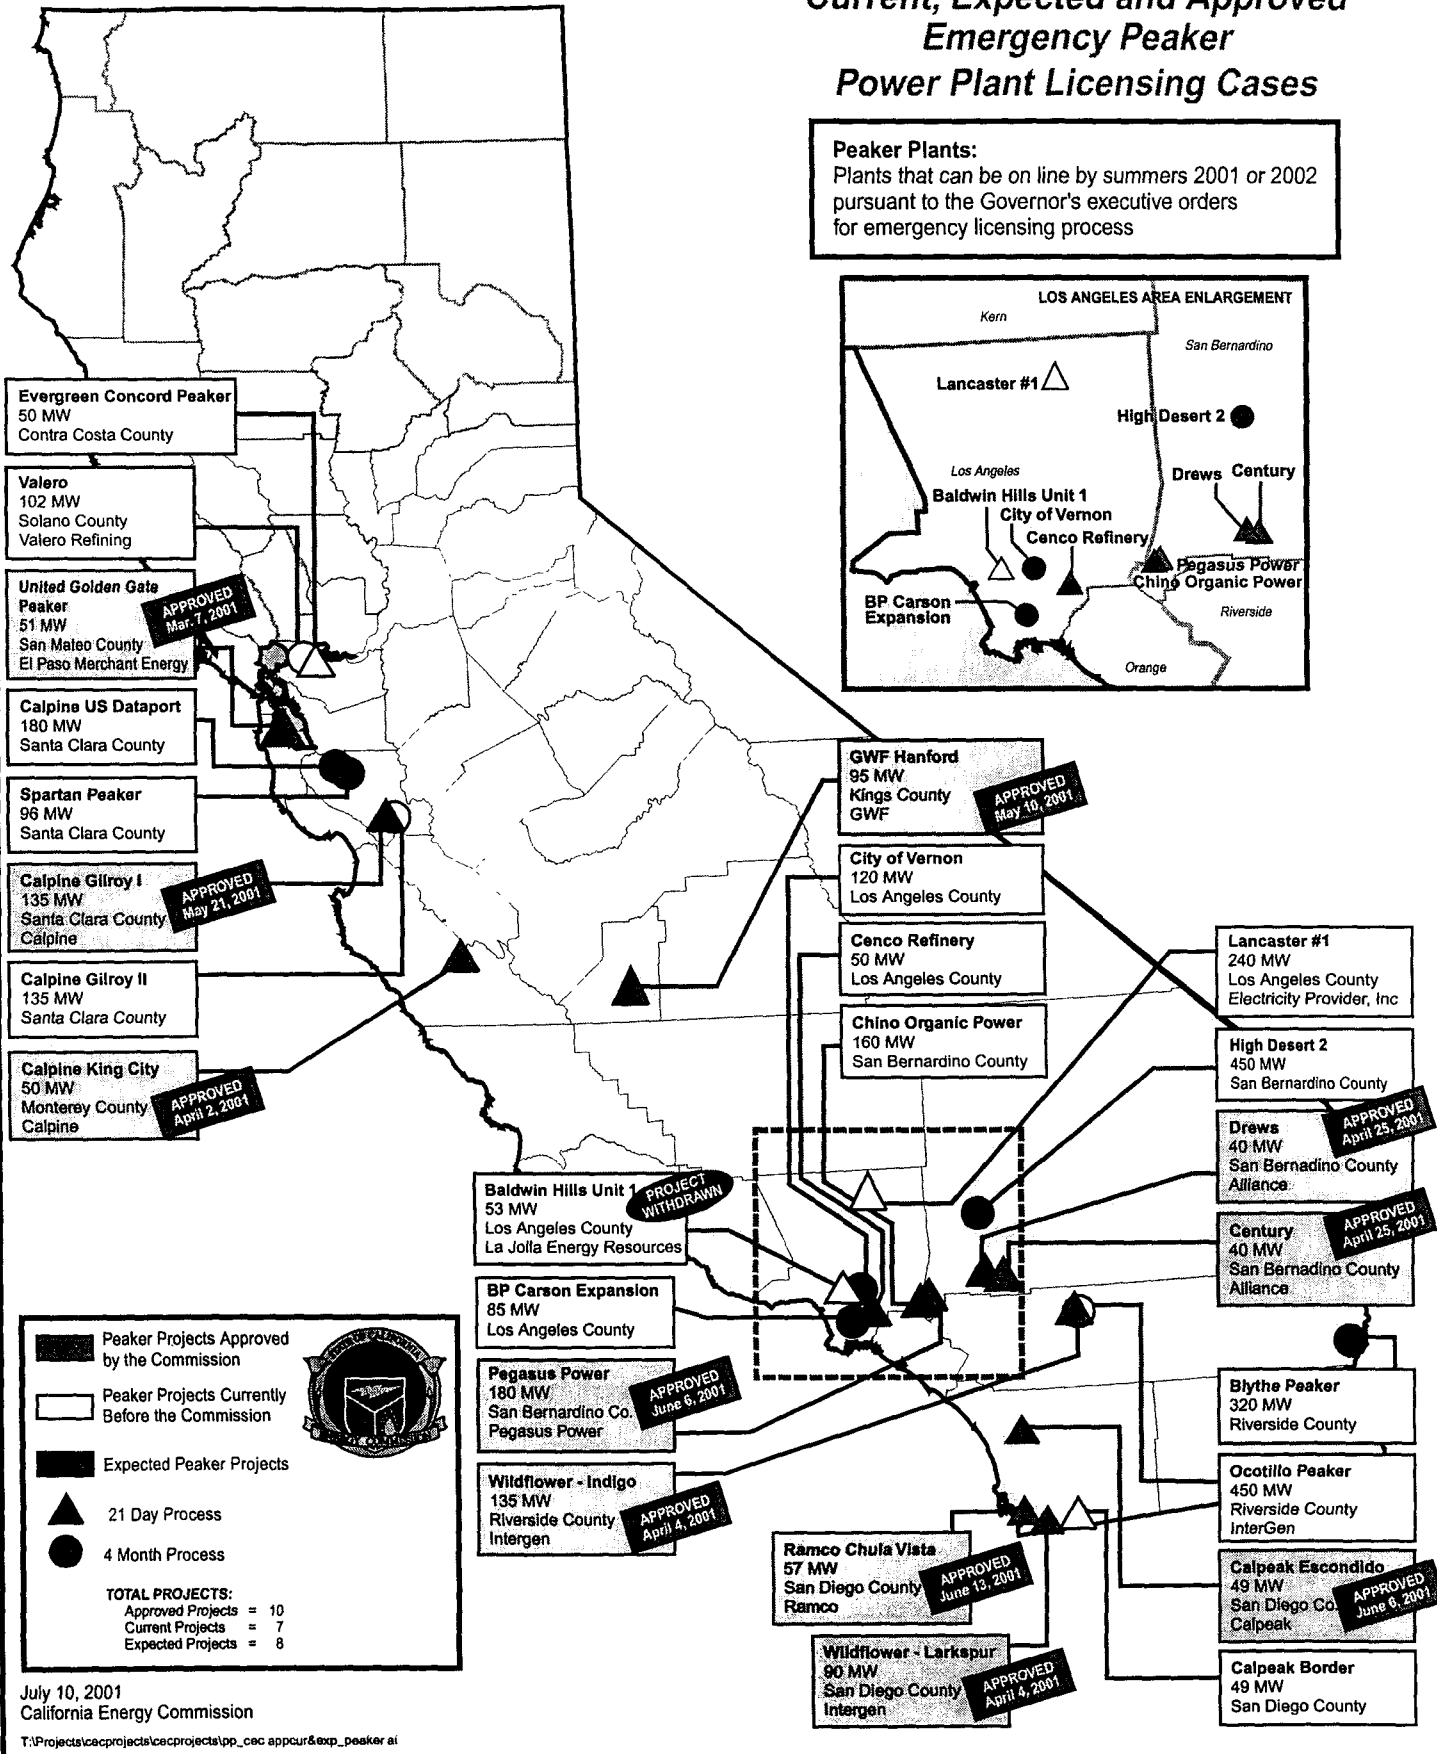 Current, Expected and Approved
Emergency Peaker
Power Plant Licensing Cases
Peaker Plants:
Plants that can be on line by summers 2001 or 2002
pursuant to the Governor's executive orders
for emergency licensing process
LOS ANGELES AREA ENLARGEMENT
Kern
San Bernardino
Lancaster #1
High Desert 2
Los Angeles
Drews Century
Baldwin Hills Unit 1
City of Vernon
Cenco Refinery
Pegasus Power
Chino Organic Power
BP Carson
Expansion
Riverside
Orange
Evergreen Concord Peaker
50 MW
Contra Costa County
Valero
102 MW
Solano County
Valero Refining
United Golden Gate
Peaker
51 MW
San Mateo County
El Paso Merchant Energy
APPROVED
Mar. 7, 2001
Calpine US Dataport
180 MW
Santa Clara County
Spartan Peaker
96 MW
Santa Clara County
Calpine Gilroy I
135 MW
Santa Clara County
Calpine
APPROVED
May 21, 2001
Calpine Gilroy II
135 MW
Santa Clara County
Calpine King City
50 MW
Monterey County
Calpine
APPROVED
April 2, 2001
GWF Hanford
95 MW
Kings County
GWF
APPROVED
May 10, 2001
City of Vernon
120 MW
Los Angeles County
Cenco Refinery
50 MW
Los Angeles County
Chino Organic Power
160 MW
San Bernardino County
Lancaster #1
240 MW
Los Angeles County
Electricity Provider, Inc
High Desert 2
450 MW
San Bernardino County
Drews
40 MW
San Bernadino County
Alliance
APPROVED
April 25, 2001
Century
40 MW
San Bernadino County
Alliance
APPROVED
April 25, 2001
Baldwin Hills Unit 1
53 MW
Los Angeles County
La Jolla Energy Resources
PROJECT
WITHDRAWN
BP Carson Expansion
85 MW
Los Angeles County
Pegasus Power
180 MW
San Bernardino Co.
Pegasus Power
APPROVED
June 6, 2001
Wildflower - Indigo
135 MW
Riverside County
Intergen
APPROVED
April 4, 2001
Blythe Peaker
320 MW
Riverside County
Ocotillo Peaker
450 MW
Riverside County
InterGen
Ramco Chula Vista
57 MW
San Diego County
Ramco
APPROVED
June 13, 2001
Calpeak Escondido
49 MW
San Diego Co.
Calpeak
APPROVED
June 6, 2001
Wildflower - Larkspur
90 MW
San Diego County
Intergen
APPROVED
April 4, 2001
Calpeak Border
49 MW
San Diego County
Peaker Projects Approved
by the Commission
Peaker Projects Currently
Before the Commission
Expected Peaker Projects
21 Day Process
4 Month Process
TOTAL PROJECTS:
Approved Projects = 10
Current Projects = 7
Expected Projects = 8
STATE OF CALIFORNIA
ENERGY COMMISSION
July 10, 2001
California Energy Commission
T:\Projects\cecprojects\cecprojects\pp_cec appcur&exp_peaker ai